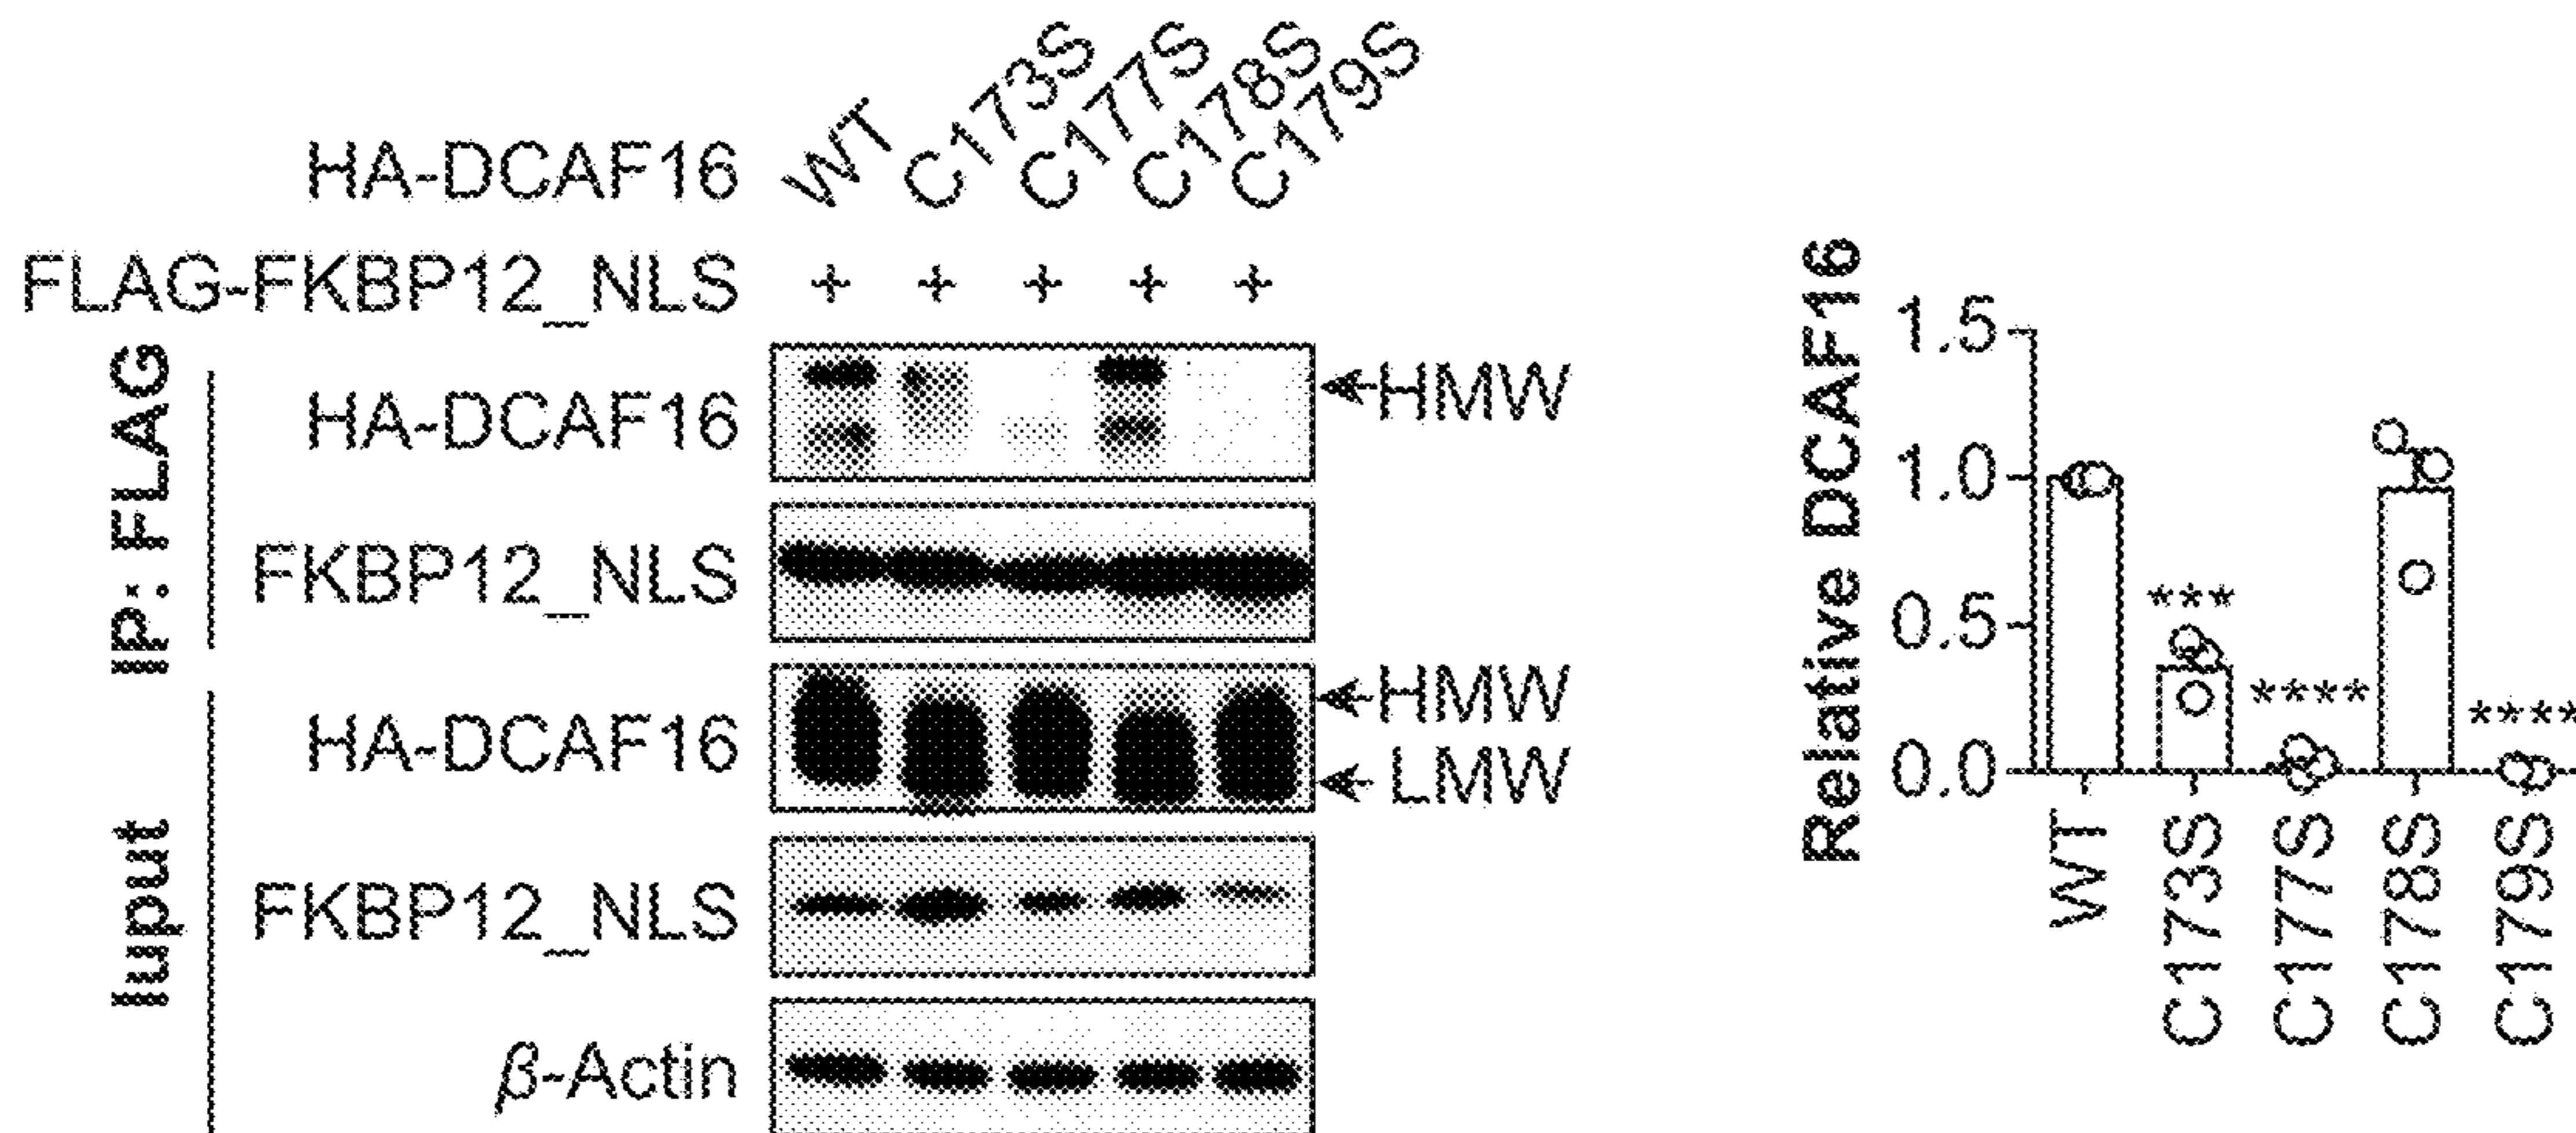 HA-DCAF16
WT
C173S
C177S
C178S
C179S
FLAG-FKBP12_NLS + + + + +
IP: FLAG
HA-DCAF16
HMW
FKBP12_NLS
Iuput
HA-DCAF16
HMW
LMW
FKBP12_NLS
β-Actin
Relative DCAF16
1.5
1.0
0.5
0.0
***
****
****
WT
C173S
C177S
C178S
C179S